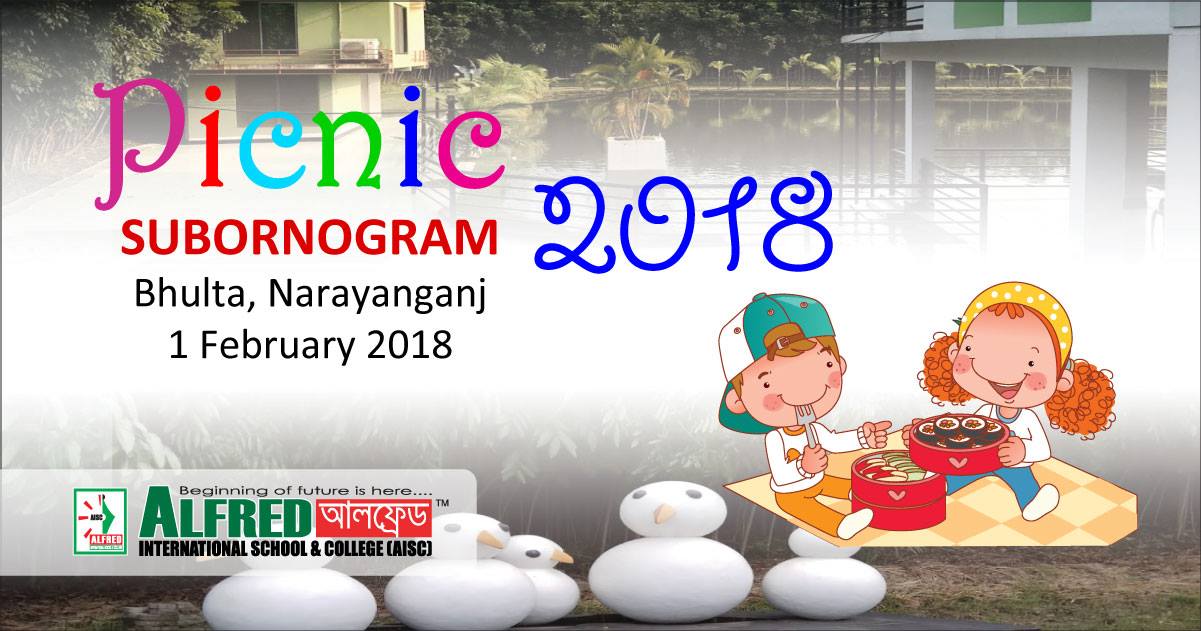 Picnic
2018
SUBORNOGRAM
Bhulta, Narayanganj
1 February 2018
Beginning of future is here....
AISC
ALFRED
ALFRED আলফ্রেড ™
INTERNATIONAL SCHOOL & COLLEGE (AISC)